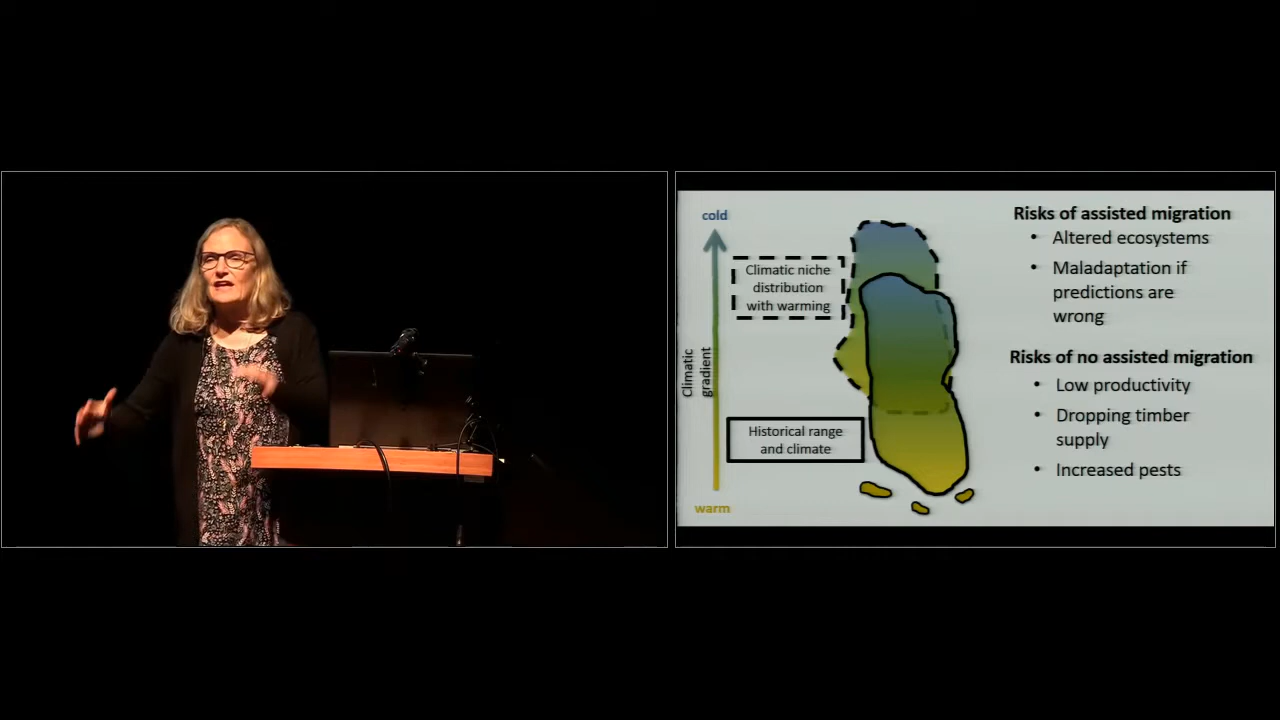 cold
Climatic niche
distribution
with warming
Climatic
gradient
Historical range
and climate
warm
Risks of assisted migration
• Altered ecosystems
• Maladaptation if
predictions are
wrong
Risks of no assisted migration
• Low productivity
• Dropping timber
supply
• Increased pests